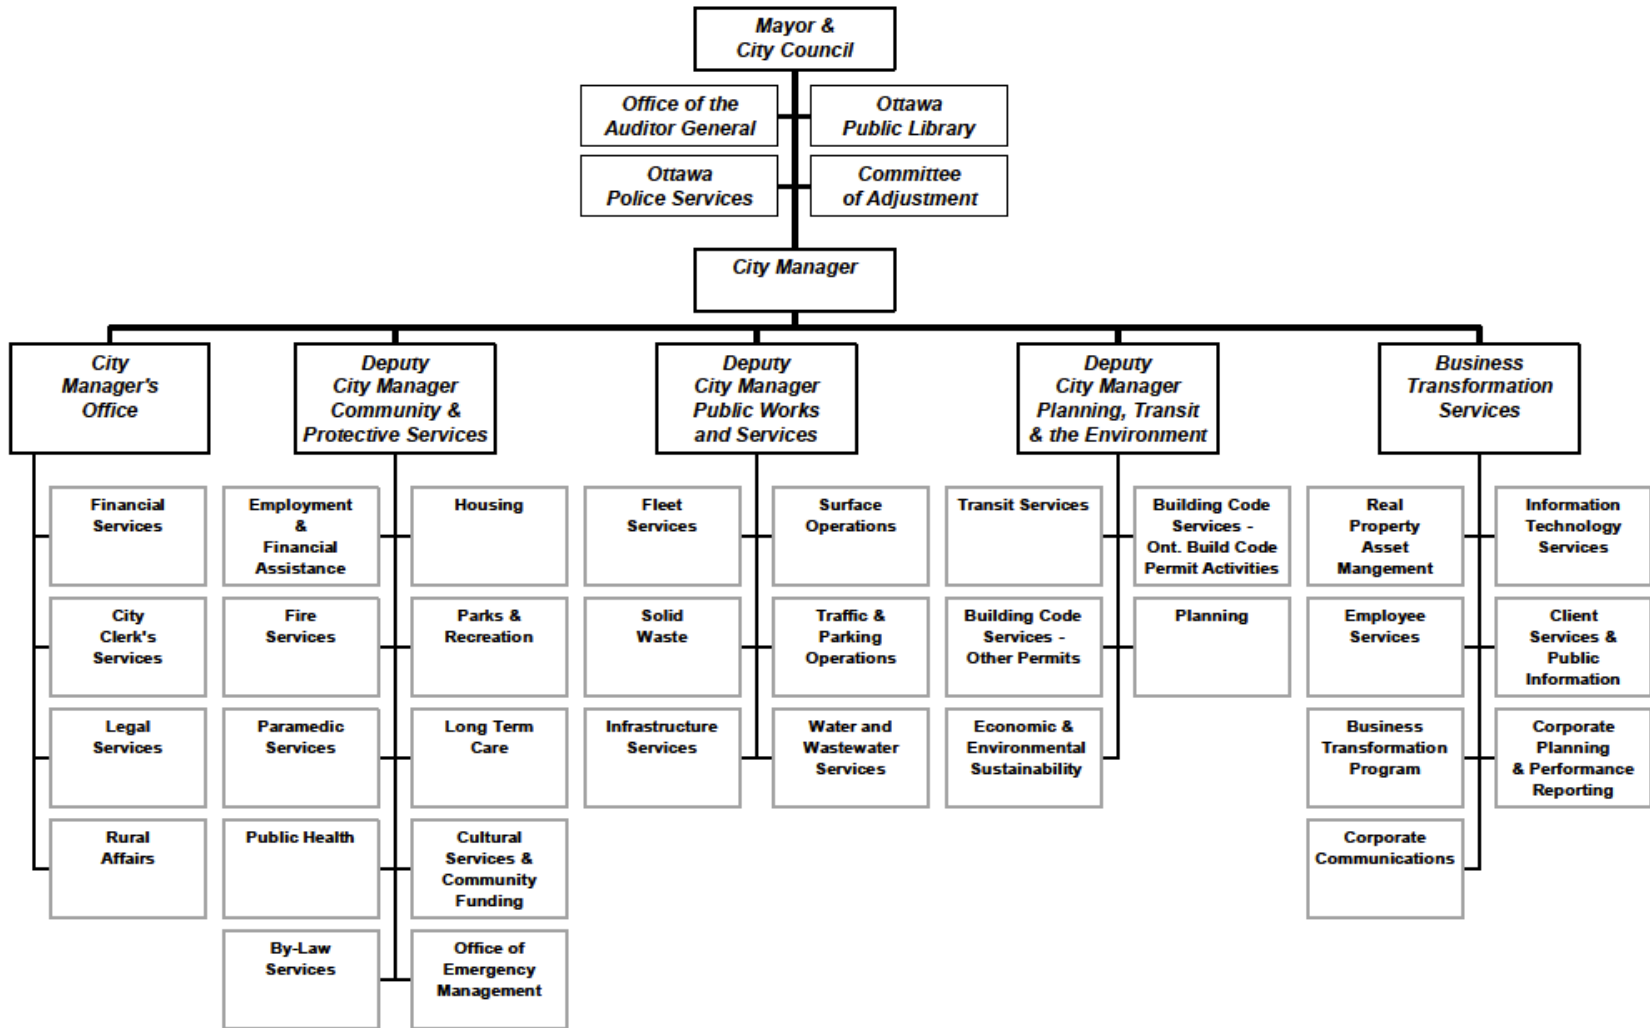 Mayor &
City Council
Office of the
Auditor General
Ottawa
Public Library
Ottawa
Police Services
Committee
of Adjustment
City Manager
City
Manager's
Office
Deputy
City Manager
Community &
Protective Services
Deputy
City Manager
Public Works
and Services
Deputy
City Manager
Planning, Transit
& the Environment
Business
Transformation
Services
Financial
Services
City
Clerk's
Services
Legal
Services
Rural
Affairs
Employment
&
Financial
Assistance
Housing
Fire
Services
Parks &
Recreation
Paramedic
Services
Long Term
Care
Public Health
Cultural
Services &
Community
Funding
By-Law
Services
Office of
Emergency
Management
Fleet
Services
Surface
Operations
Solid
Waste
Traffic &
Parking
Operations
Infrastructure
Services
Water and
Wastewater
Services
Transit Services
Building Code
Services -
Ont. Build Code
Permit Activities
Building Code
Services -
Other Permits
Planning
Economic &
Environmental
Sustainability
Real
Property
Asset
Mangement
Information
Technology
Services
Employee
Services
Client
Services &
Public
Information
Business
Transformation
Program
Corporate
Planning
& Performance
Reporting
Corporate
Communications